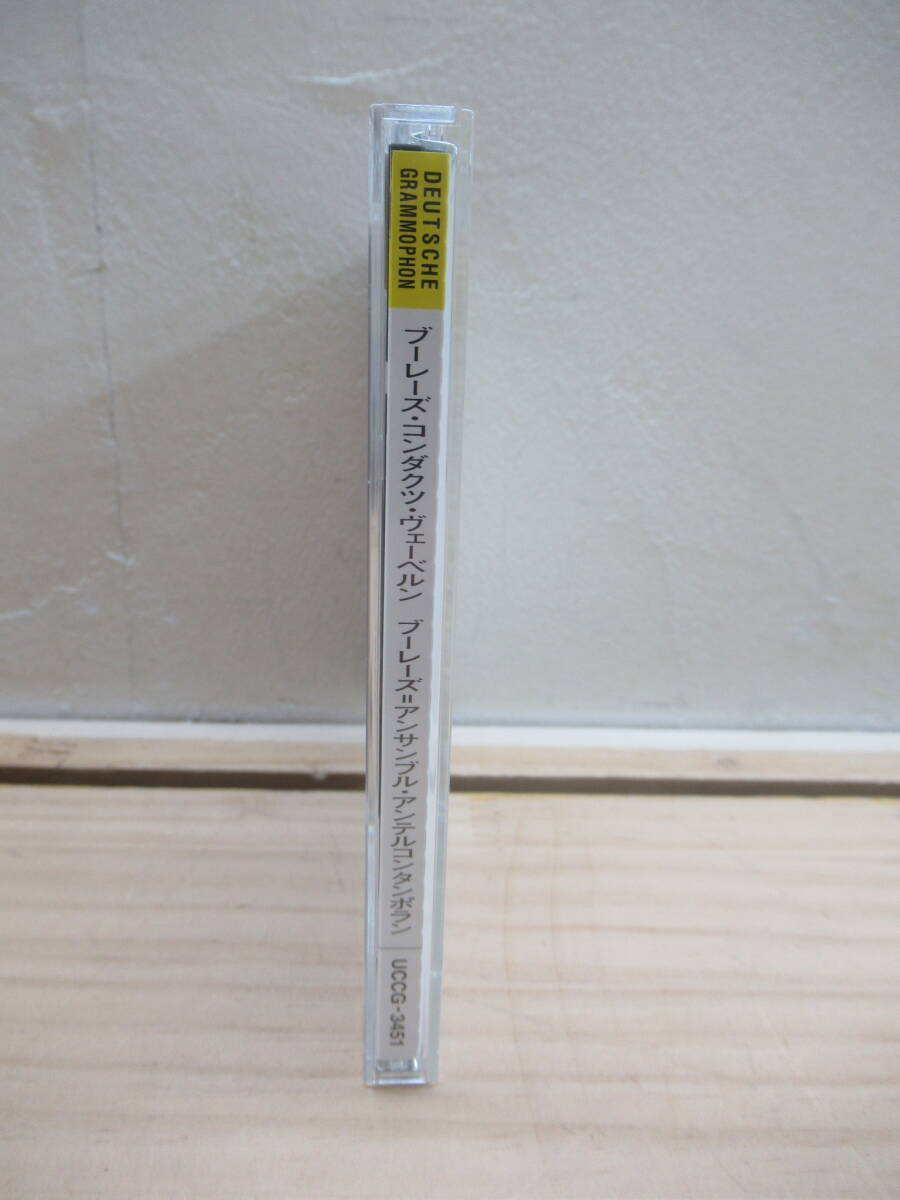 DEUTSCHE
GRAMMOPHON
ブーレーズ・コンダクツ・ヴェーベルン ブーレーズ=アンサンブル・アンテルコンタンポラン
UCCG-3451